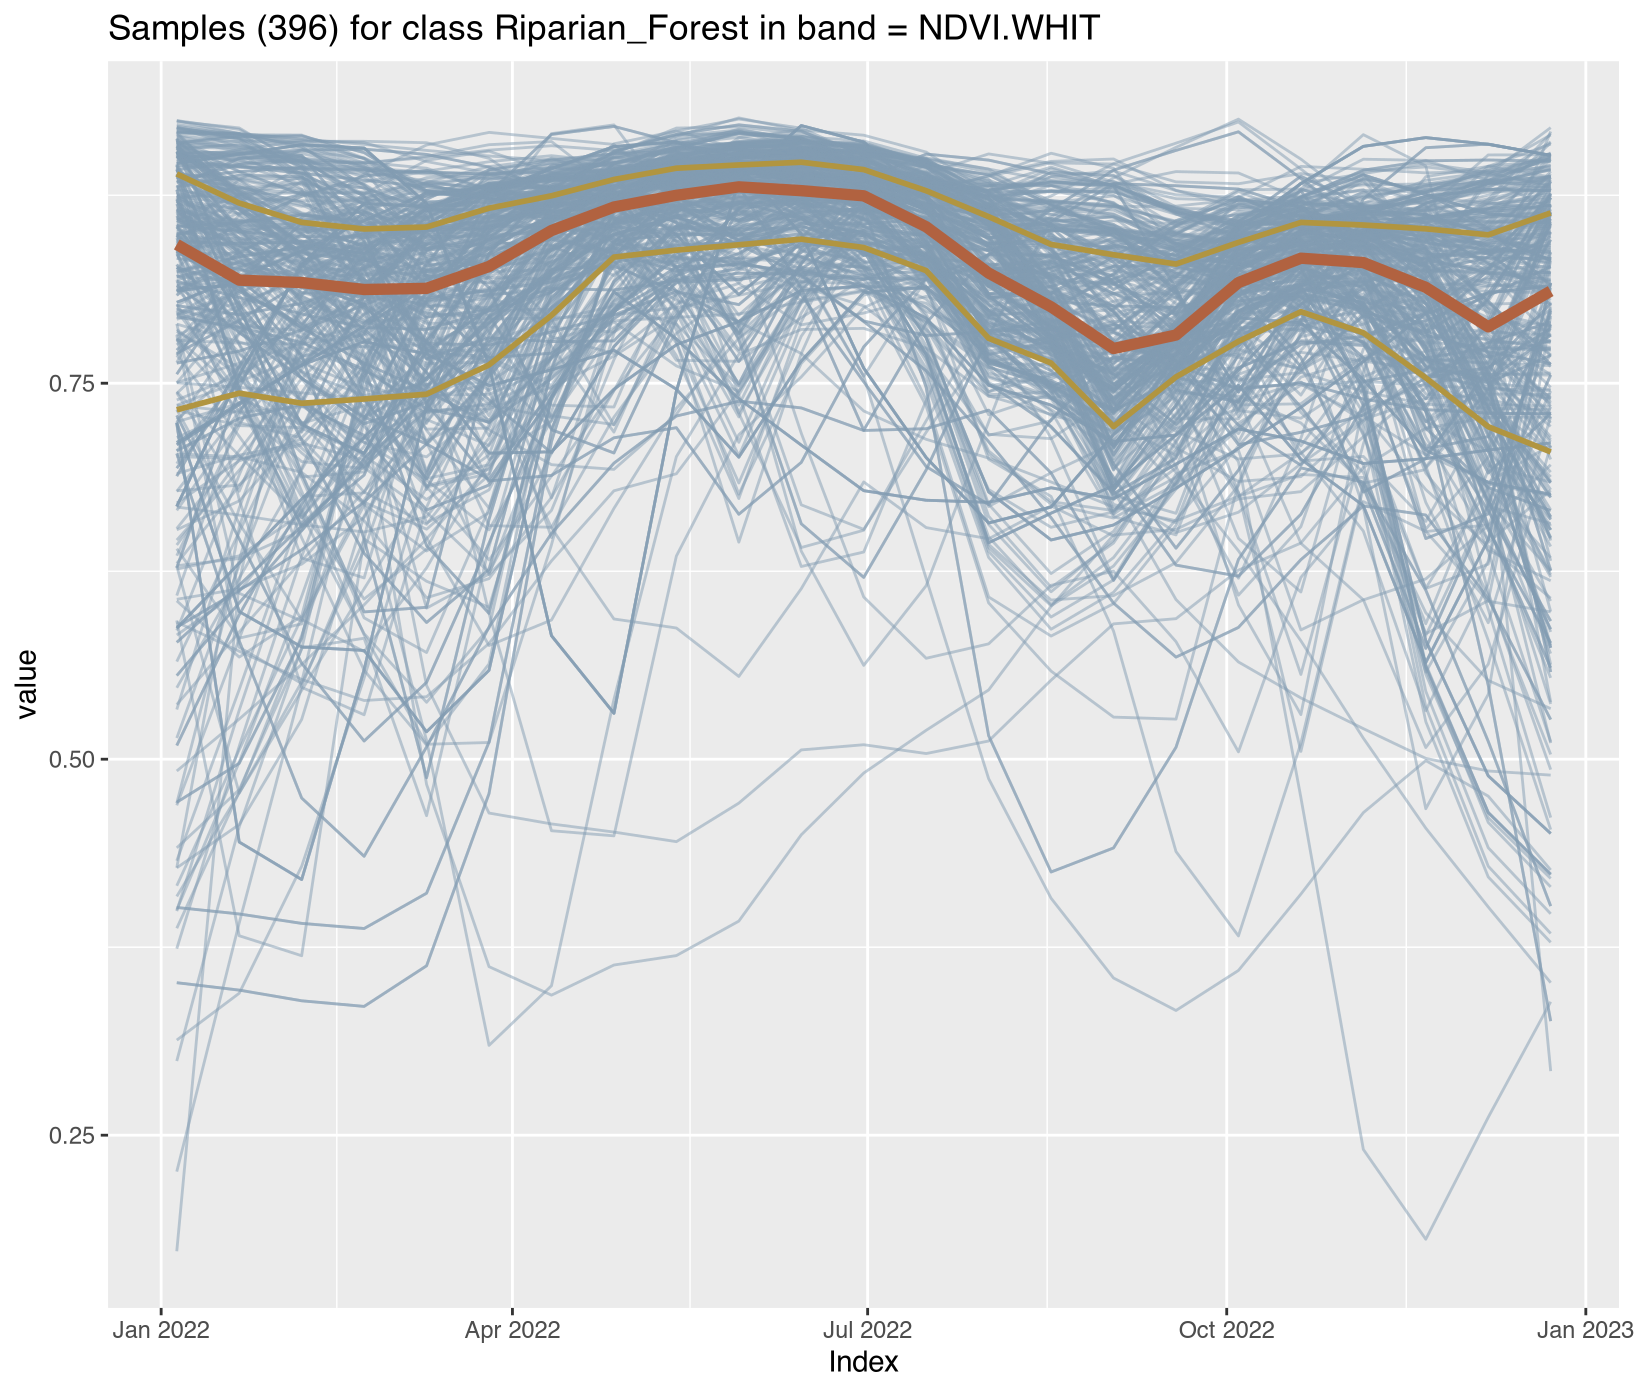 Samples (396) for class Riparian_Forest in band = NDVI.WHIT
value
0.75
0.50
0.25
Jan 2022 Apr 2022 Jul 2022 Oct 2022 Jan 2023
Index